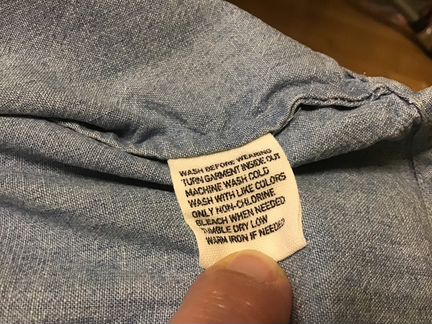 WASH BEFORE WEARING
TURN GARMENT INSIDE OUT
MACHINE WASH COLD
WASH WITH LIKE COLORS
ONLY NON-CHLORINE
BLEACH WHEN NEEDED
TUMBLE DRY LOW
WARM IRON IF NEEDED